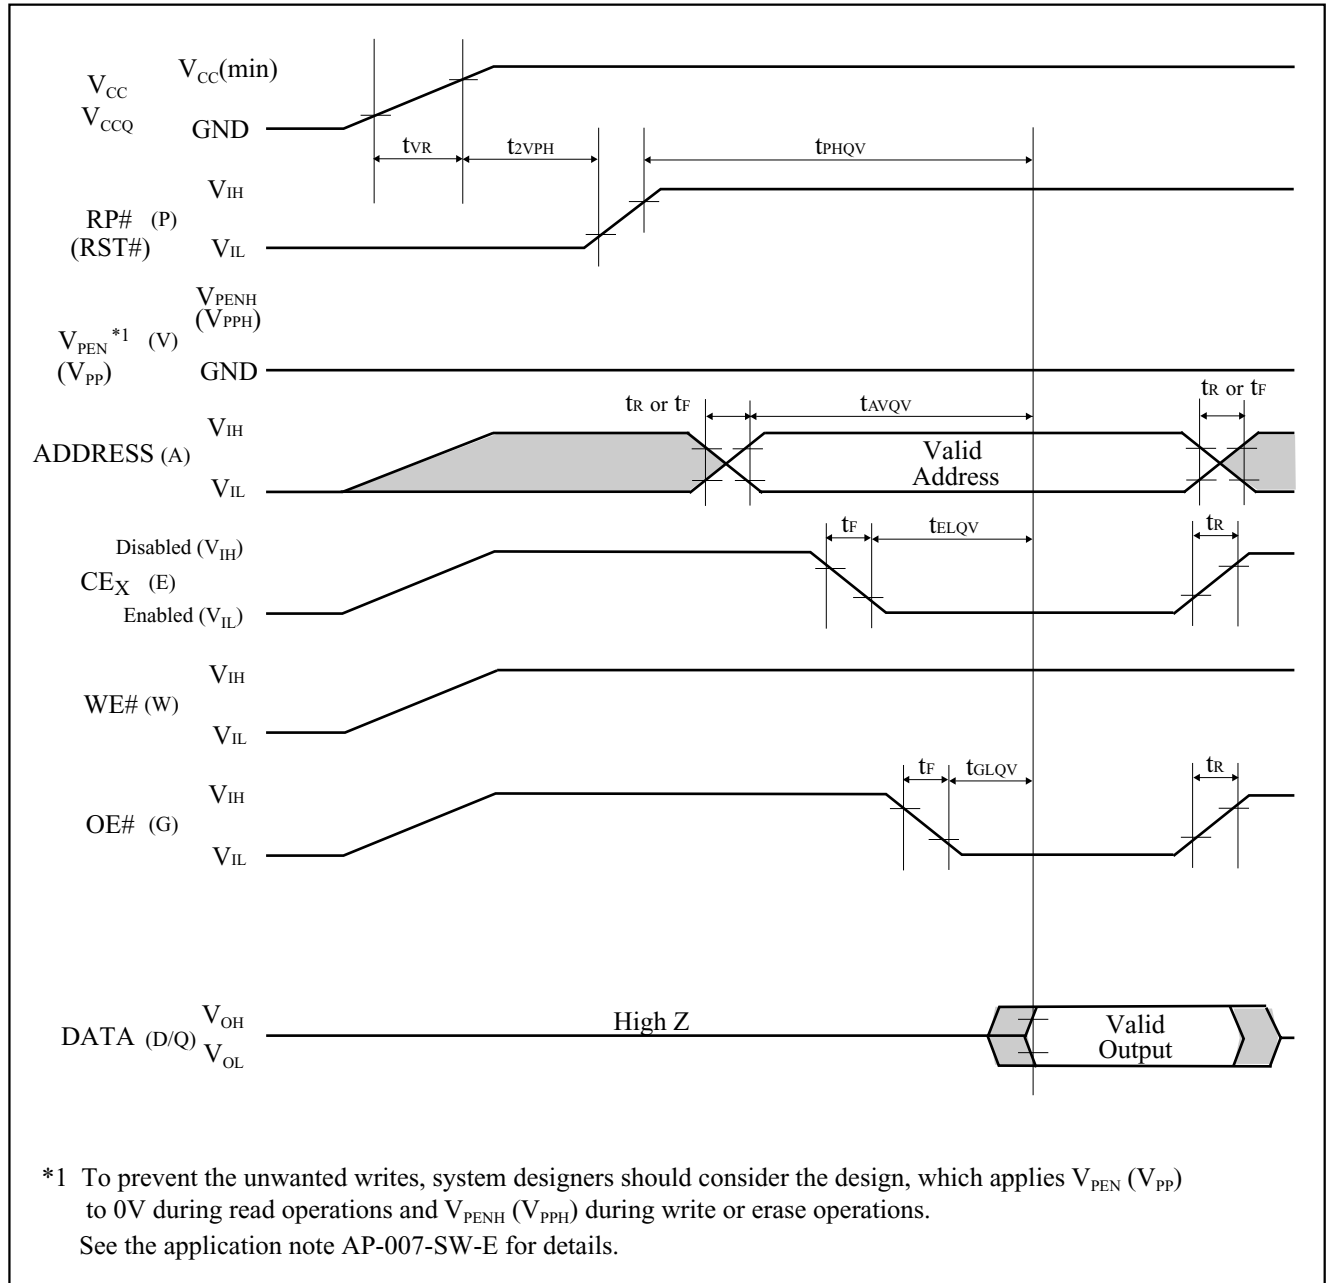 VCC(min)
VCC
VCCQ
GND
tVR
t2VPH
tPHQV
VIH
RP# (P)
(RST#)
VIL
VPENH
(VPPH)
VPEN *1 (V)
(VPP)
GND
tR or tF
tAVQV
tR or tF
VIH
ADDRESS (A)
Valid
Address
VIL
tF
tELQV
tR
Disabled (VIH)
CEX (E)
Enabled (VIL)
VIH
WE# (W)
VIL
tF
tGLQV
tR
VIH
OE# (G)
VIL
VOH
High Z
DATA (D/Q)
Valid
Output
VOL
*1 To prevent the unwanted writes, system designers should consider the design, which applies VPEN (VPP)
to 0V during read operations and VPENH (VPPH) during write or erase operations.
See the application note AP-007-SW-E for details.